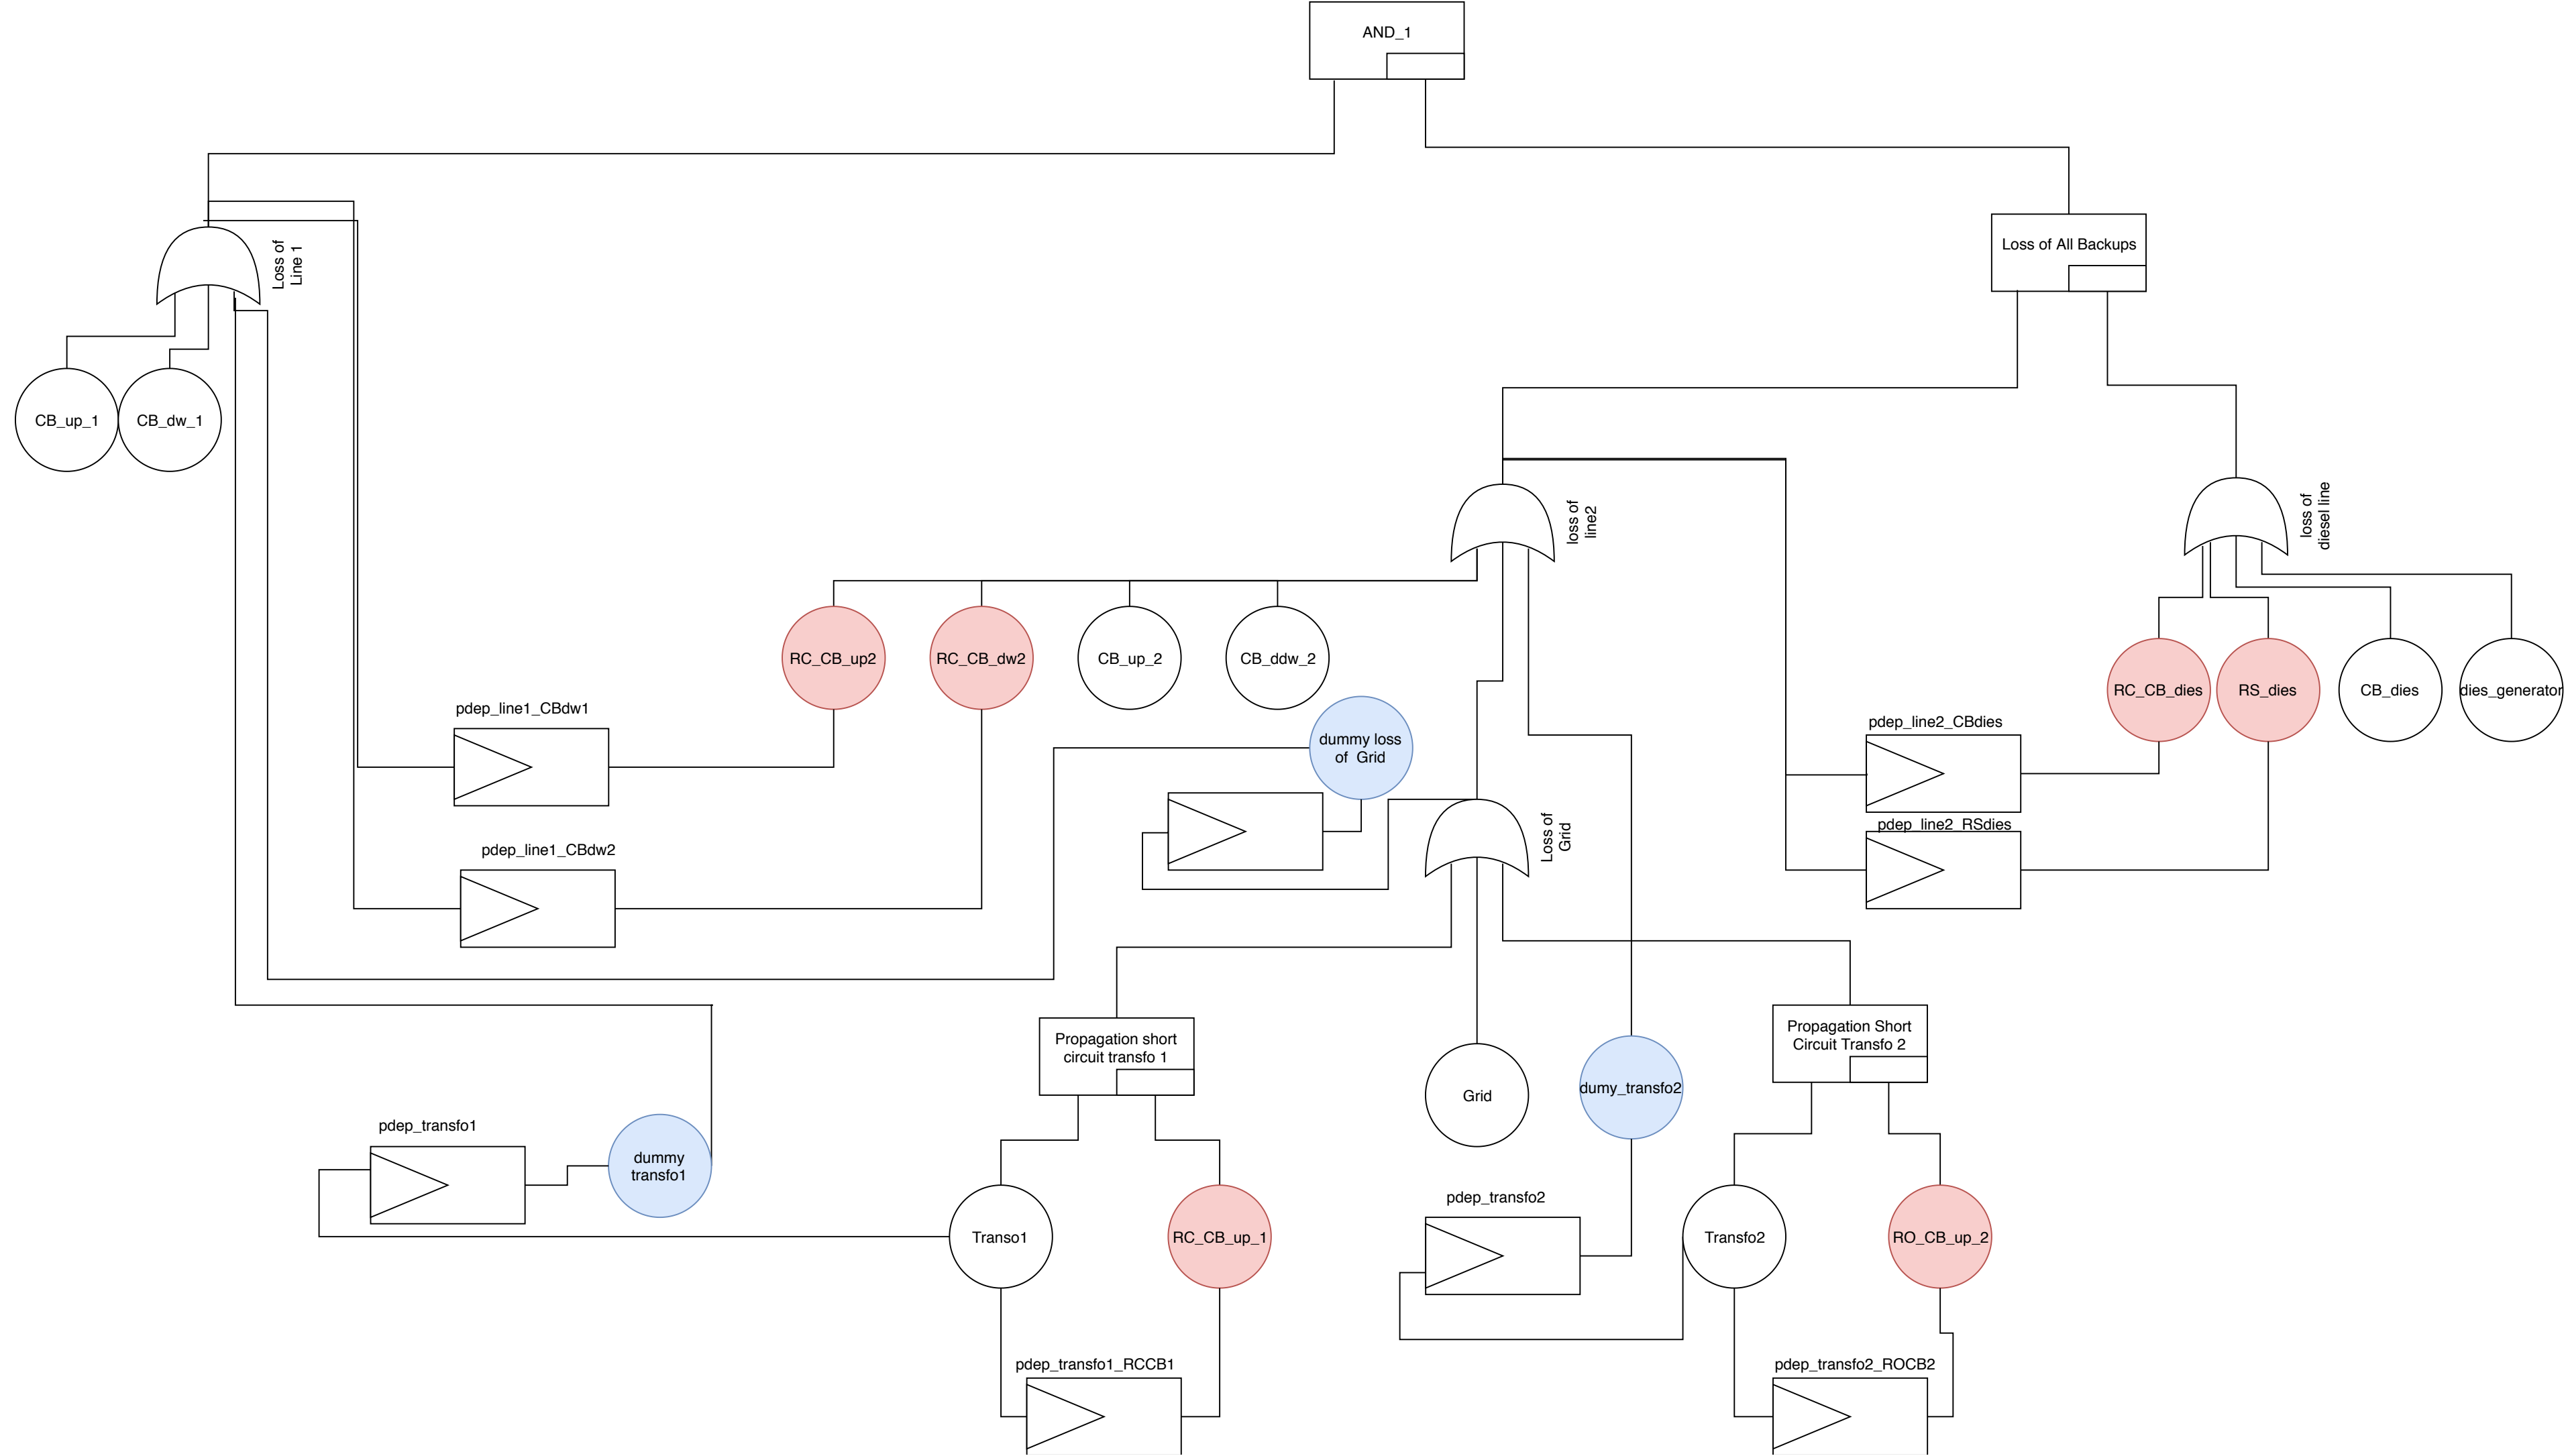 AND_1
Loss of All Backups
Loss of
Line 1
CB_up_1
CB_dw_1
loss of
line2
loss of
diesel line
RC_CB_up2
RC_CB_dw2
CB_up_2
CB_ddw_2
RC_CB_dies
RS_dies
CB_dies
dies_generator
pdep_line1_CBdw1
pdep_line2_CBdies
dummy loss
of Grid
pdep_line2_RSdies
Loss of
Grid
pdep_line1_CBdw2
Propagation short
circuit transfo 1
Propagation Short
Circuit Transfo 2
Grid
dumy_transfo2
pdep_transfo1
dummy
transfo1
pdep_transfo2
Transo1
RC_CB_up_1
Transfo2
RO_CB_up_2
pdep_transfo1_RCCB1
pdep_transfo2_ROCB2